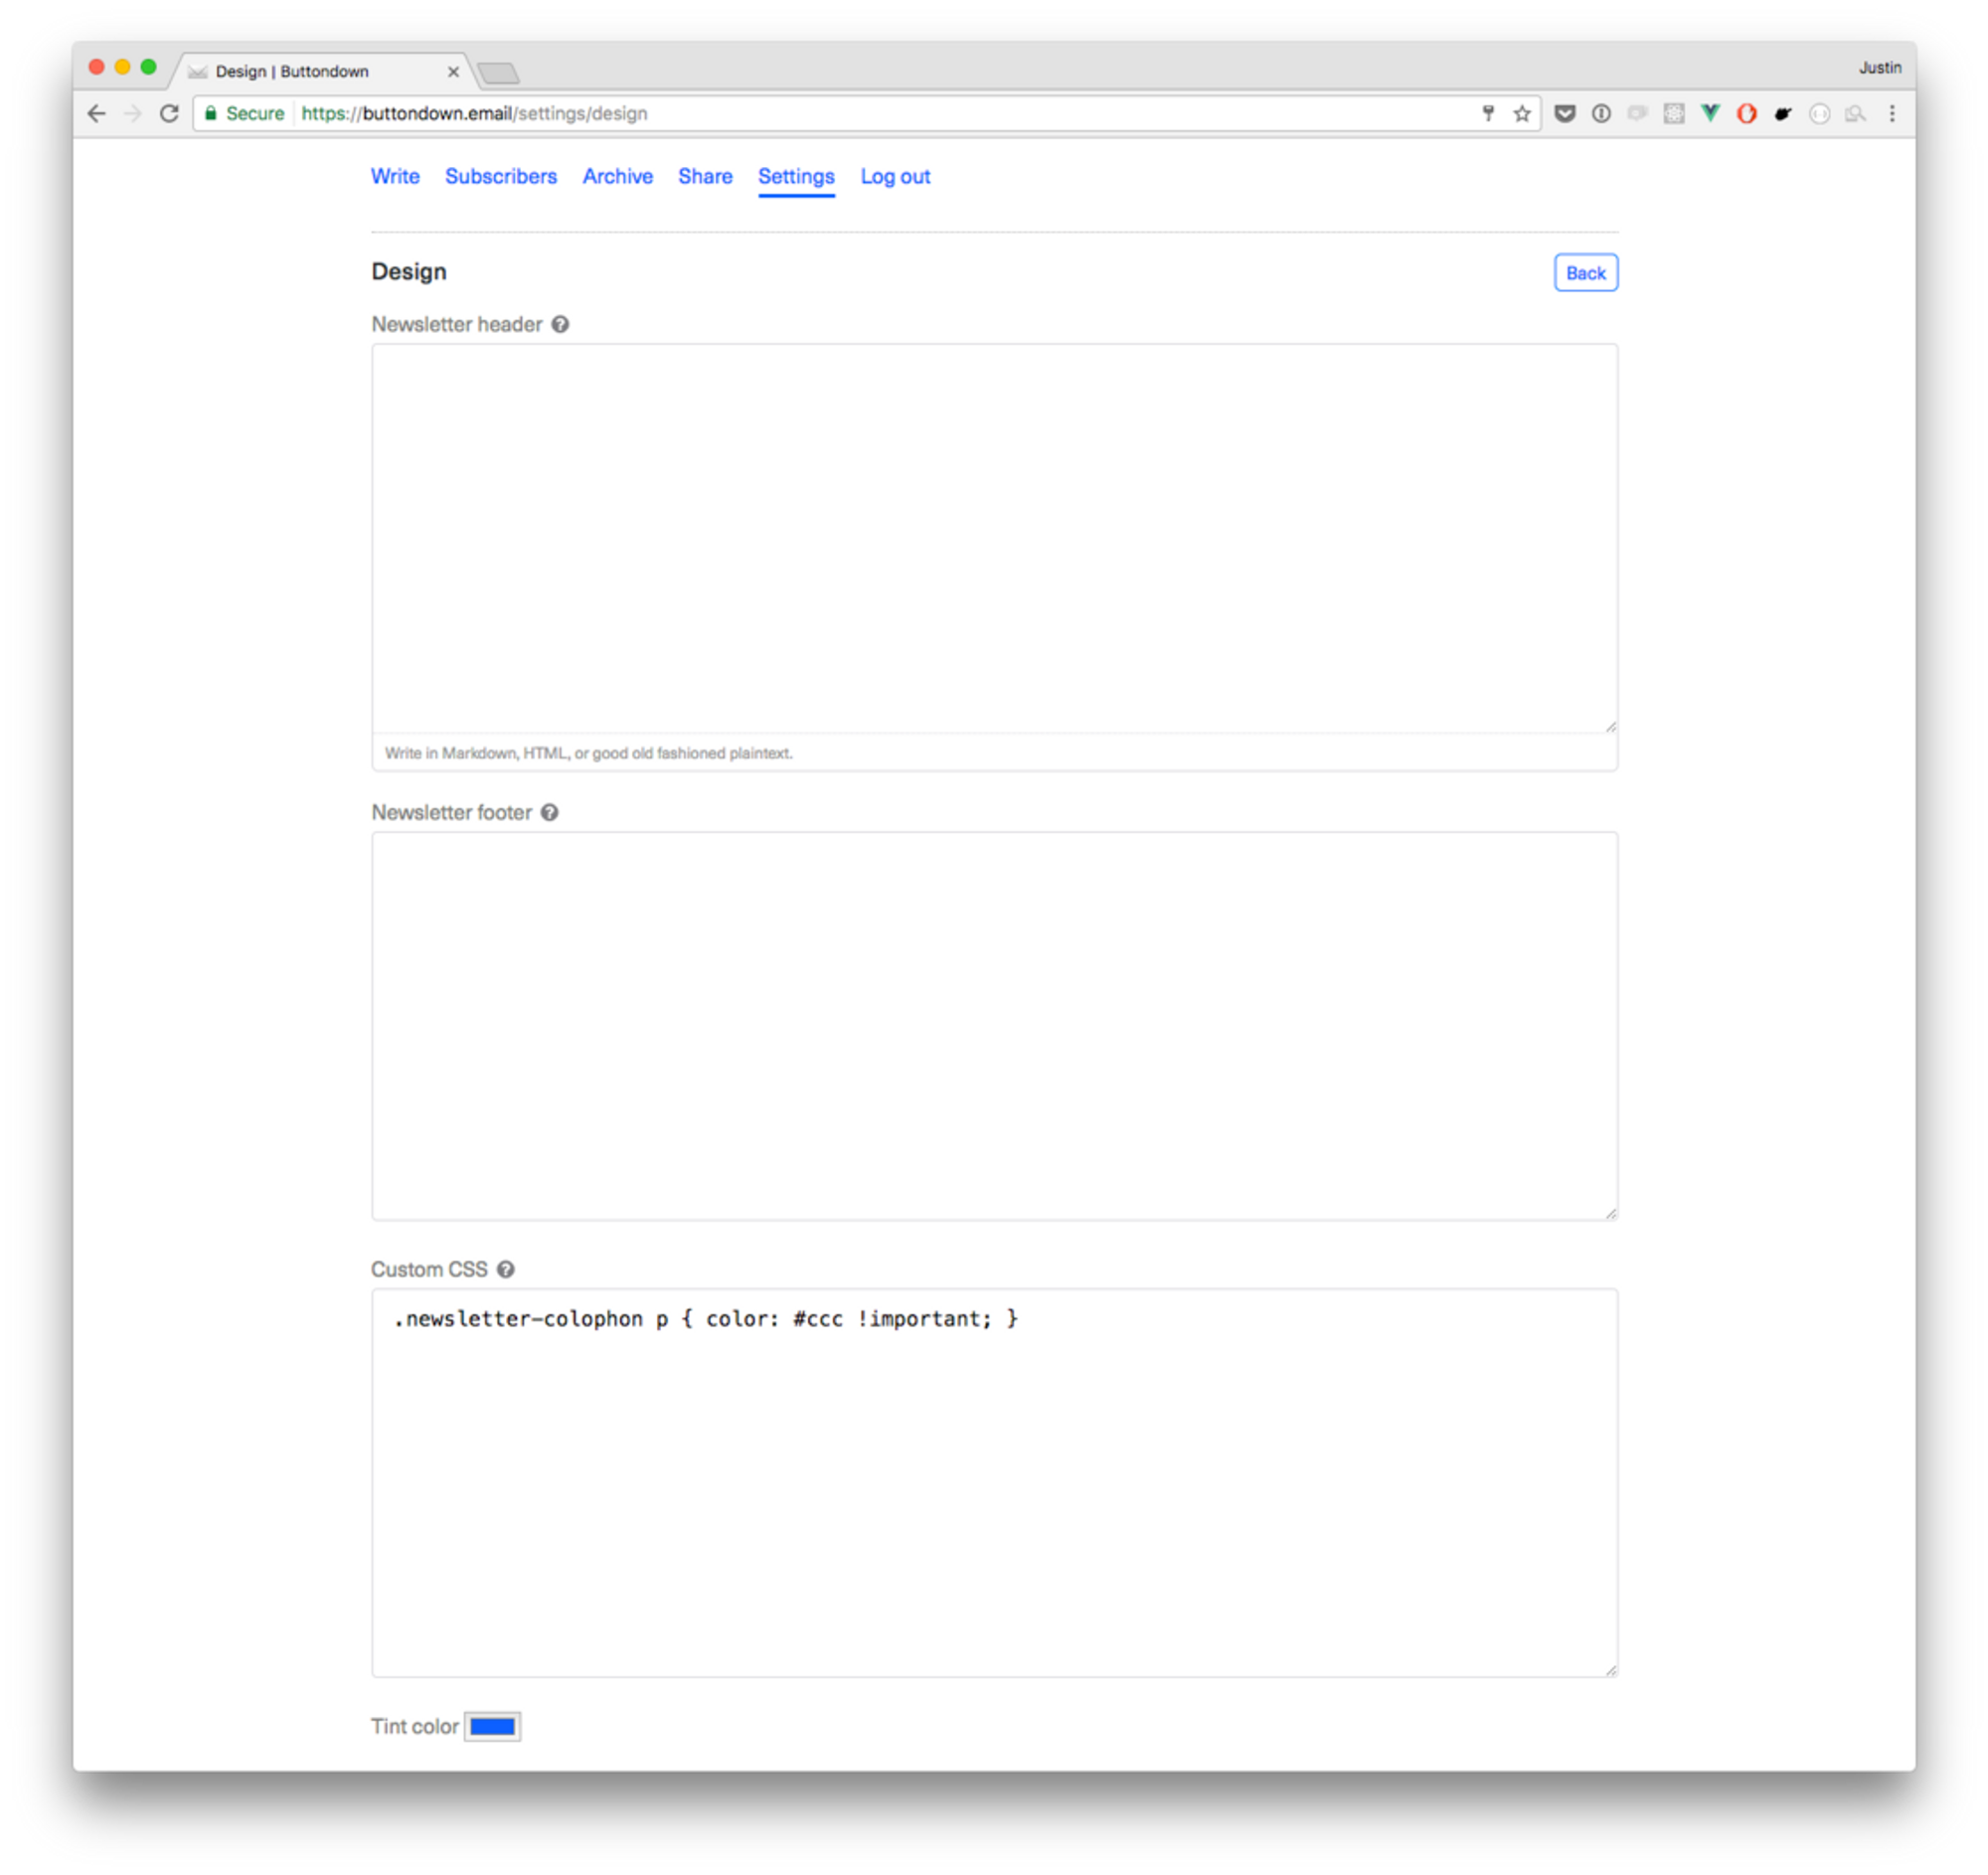 Design | Buttondown
Justin
Secure https://buttondown.email/settings/design
Write Subscribers Archive Share Settings Log out
Design
Back
Newsletter header
Write in Markdown, HTML, or good old fashioned plaintext.
Newsletter footer
Custom CSS
.newsletter-colophon p { color: #ccc !important; }
Tint color